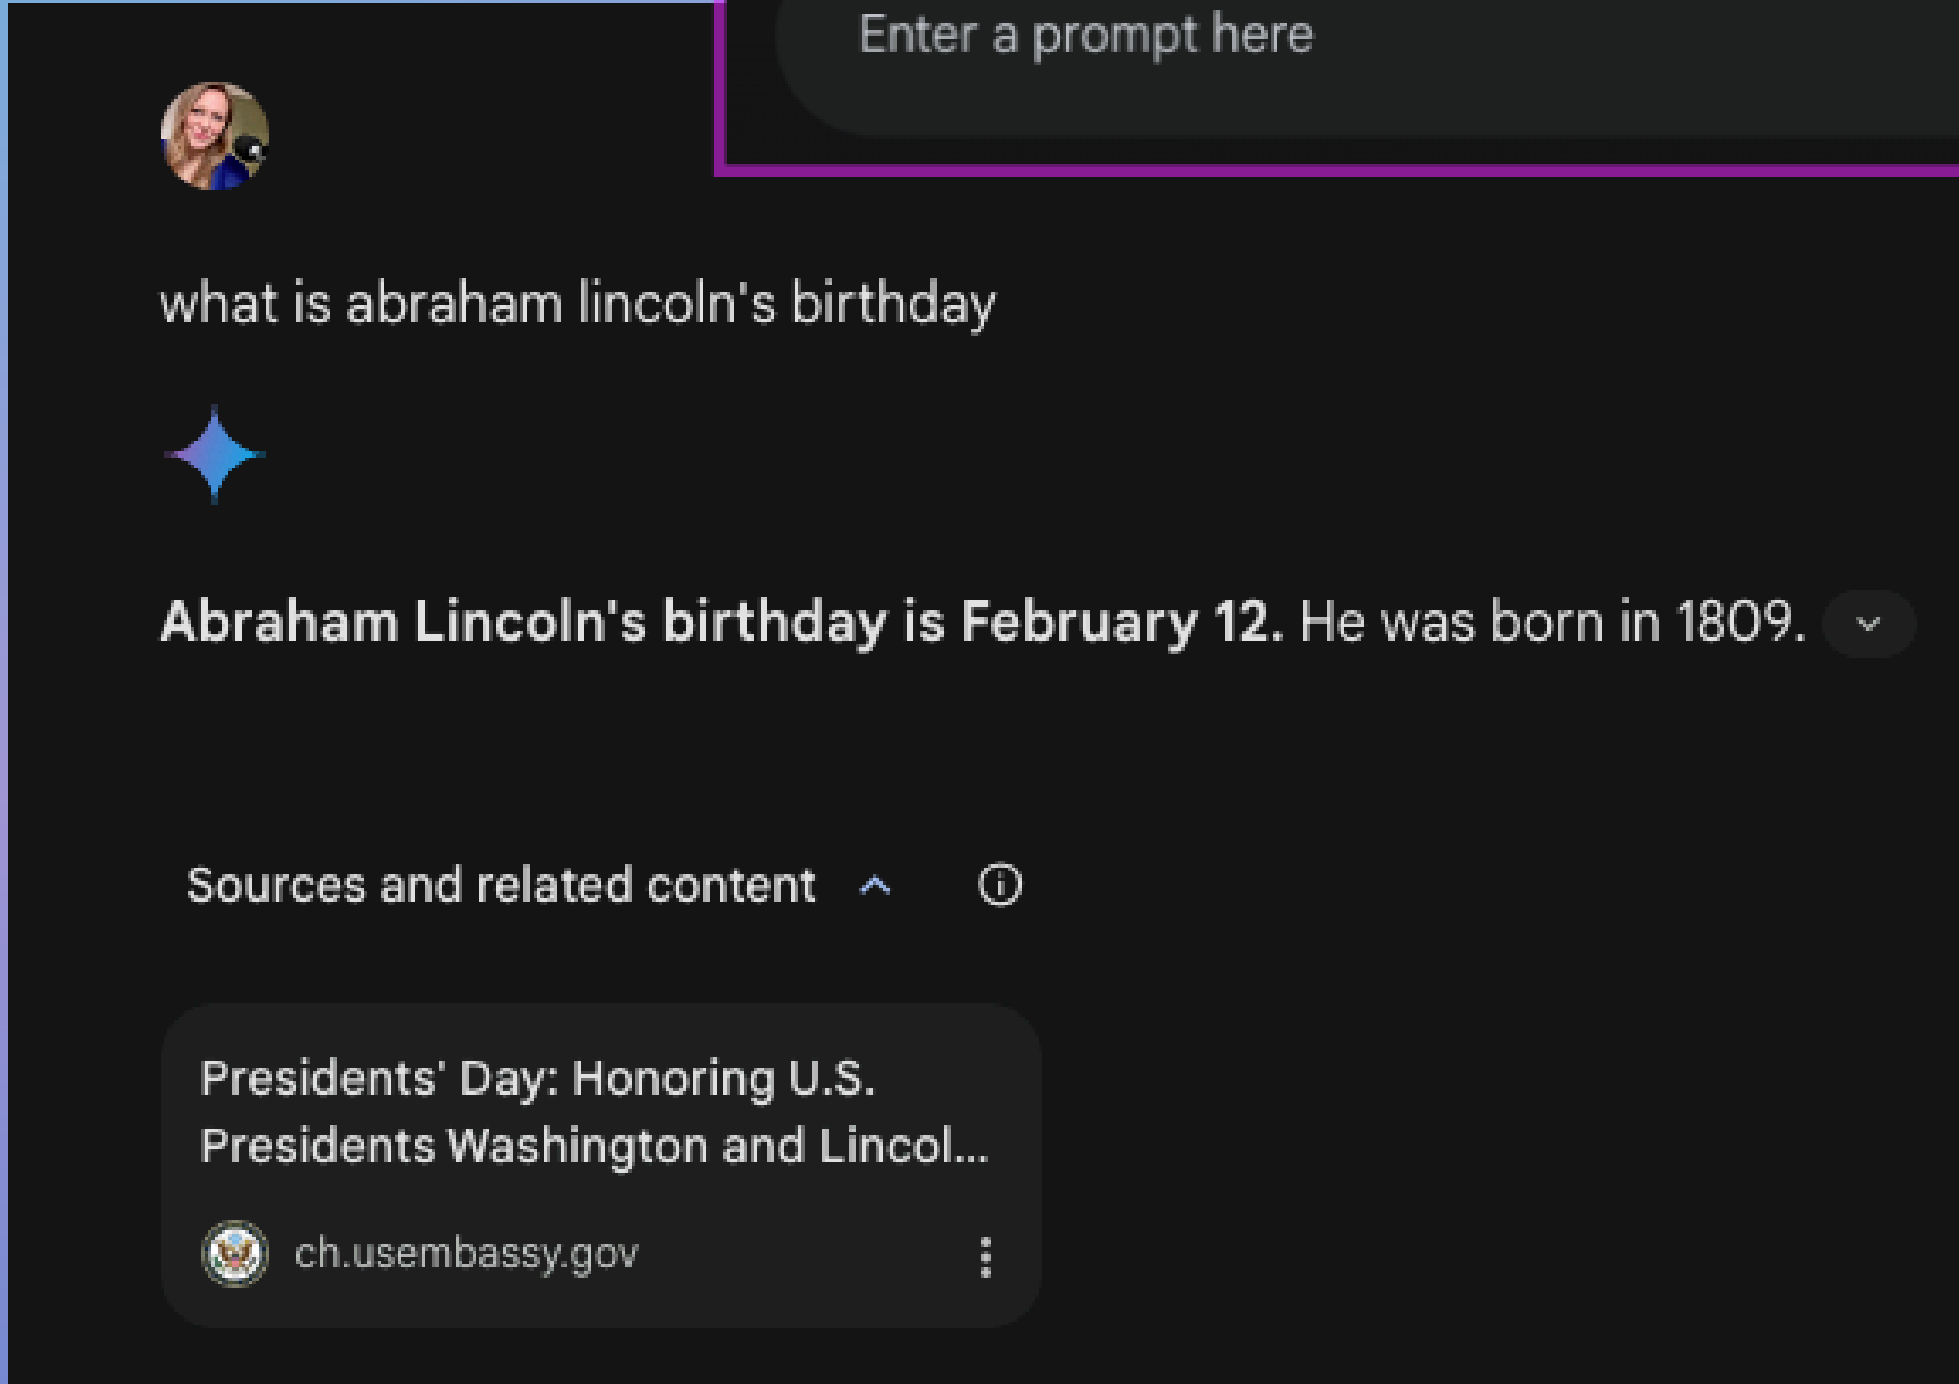 Enter a prompt here
what is abraham lincoln's birthday
Abraham Lincoln's birthday is February 12. He was born in 1809.
Sources and related content
Presidents' Day: Honoring U.S.
Presidents Washington and Lincol...
ch.usembassy.gov